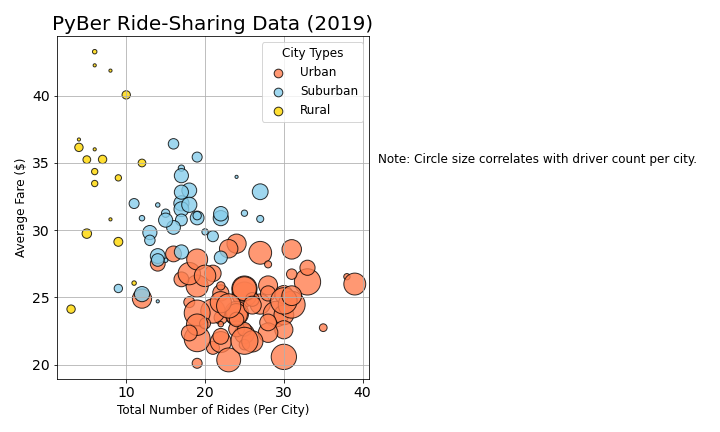 PyBer Ride-Sharing Data (2019)
City Types
Urban
Suburban
Rural
Average Fare ($)
40
35
30
25
20
10
20
30
40
Total Number of Rides (Per City)
Note: Circle size correlates with driver count per city.